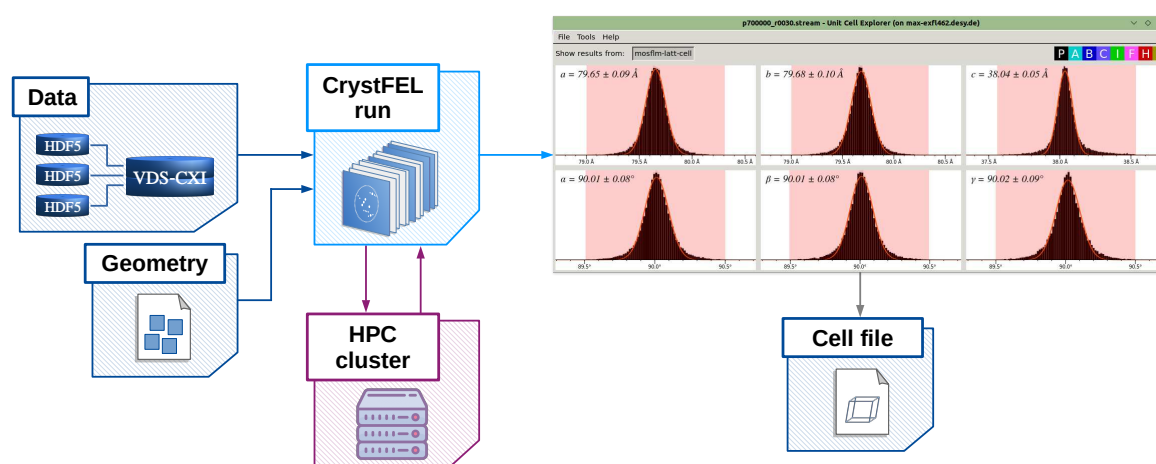 Data
HDF5
HDF5
HDF5
VDS-CXI
Geometry
CrystFEL
run
HPC
cluster
p700000_r0030.stream - Unit Cell Explorer (on max-exfl462.desy.de)
File Tools Help
Show results from: mosflm-latt-cell
P A B C I F H
a = 79.65 ± 0.09 Å
b = 79.68 ± 0.10 Å
c = 38.04 ± 0.05 Å
79.0 Å 79.5 Å 80.0 Å 80.5 Å
79.0 Å 79.5 Å 80.0 Å 80.5 Å
37.5 Å 38.0 Å 38.5 Å
α = 90.01 ± 0.08°
β = 90.01 ± 0.08°
γ = 90.02 ± 0.09°
89.5° 90.0° 90.5°
89.5° 90.0° 90.5°
89.5° 90.0° 90.5°
Cell file